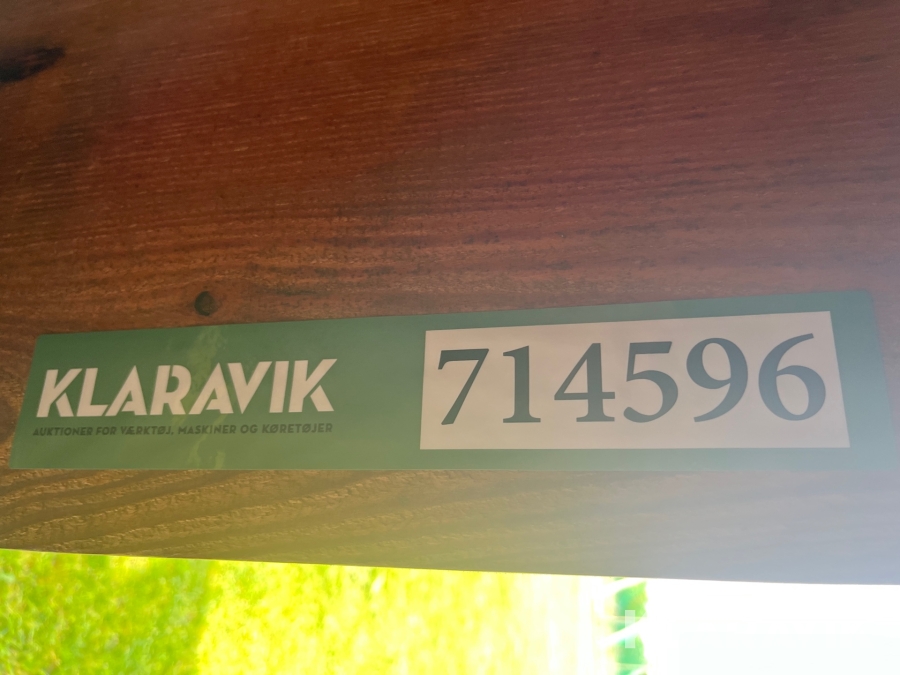 KLARAVIK
AUKTIONER FOR VÆRKTØJ, MASKINER OG KØRETØJER
714596